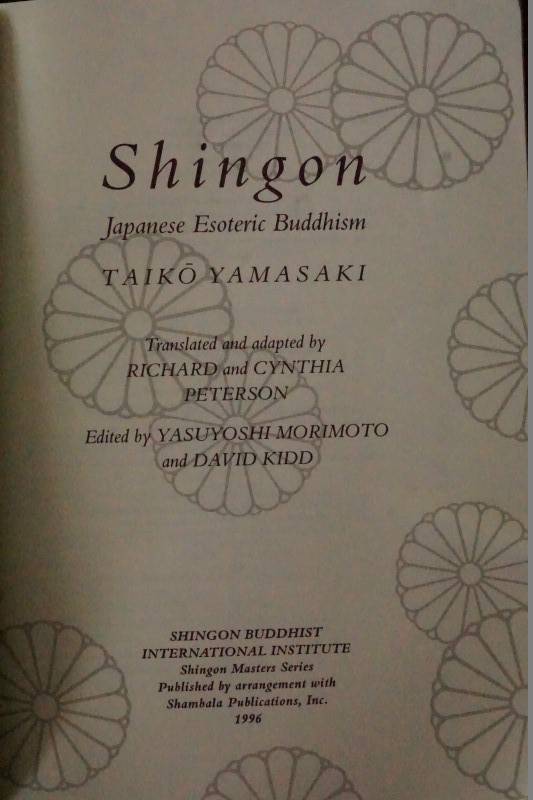 Shingon
Japanese Esoteric Buddhism
TAIKŌ YAMASAKI
Translated and adapted by
RICHARD and CYNTHIA
PETERSON
Edited by YASUYOSHI MORIMOTO
and DAVID KIDD
SHINGON BUDDHIST
INTERNATIONAL INSTITUTE
Shingon Masters Series
Published by arrangement with
Shambala Publications, Inc.
1996